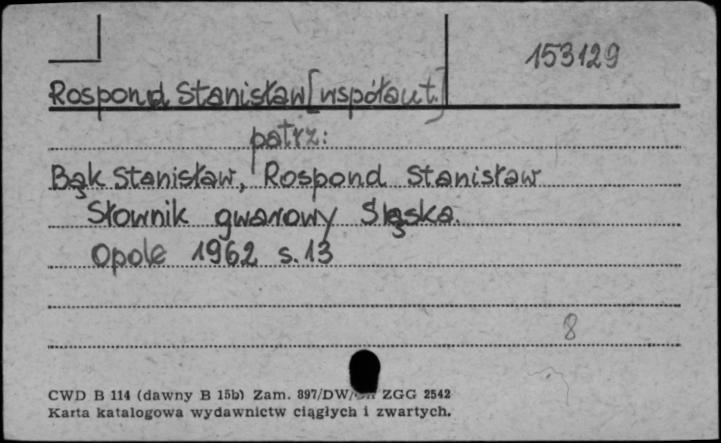 153129
Rospond Stanisław [współaut.]
patrz:
Bąk Stanisław, Rospond Stanisław
Słownik gwarowy Śląska.
Opole 1962 s. 13
8
CWD B 114 (dawny B 15b) Zam. 897/DW/ ZGG 2542
Karta katalogowa wydawnictw ciągłych i zwartych.